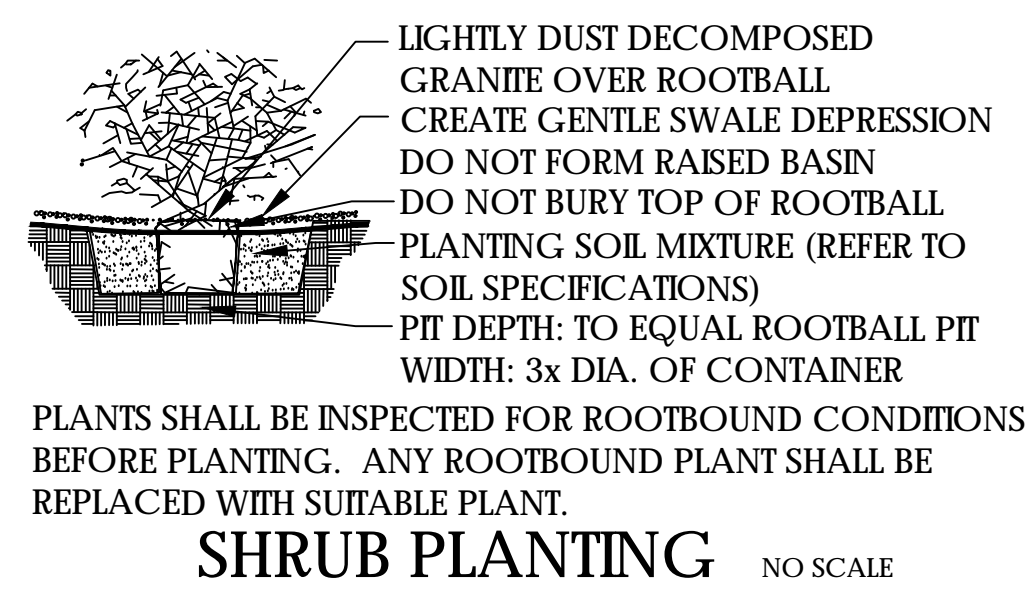 LIGHTLY DUST DECOMPOSED
GRANITE OVER ROOTBALL
CREATE GENTLE SWALE DEPRESSION
DO NOT FORM RAISED BASIN
DO NOT BURY TOP OF ROOTBALL
PLANTING SOIL MIXTURE (REFER TO
SOIL SPECIFICATIONS)
PIT DEPTH: TO EQUAL ROOTBALL PIT
WIDTH: 3x DIA. OF CONTAINER
PLANTS SHALL BE INSPECTED FOR ROOTBOUND CONDITIONS
BEFORE PLANTING.  ANY ROOTBOUND PLANT SHALL BE
REPLACED WITH SUITABLE PLANT.
SHRUB PLANTING NO SCALE